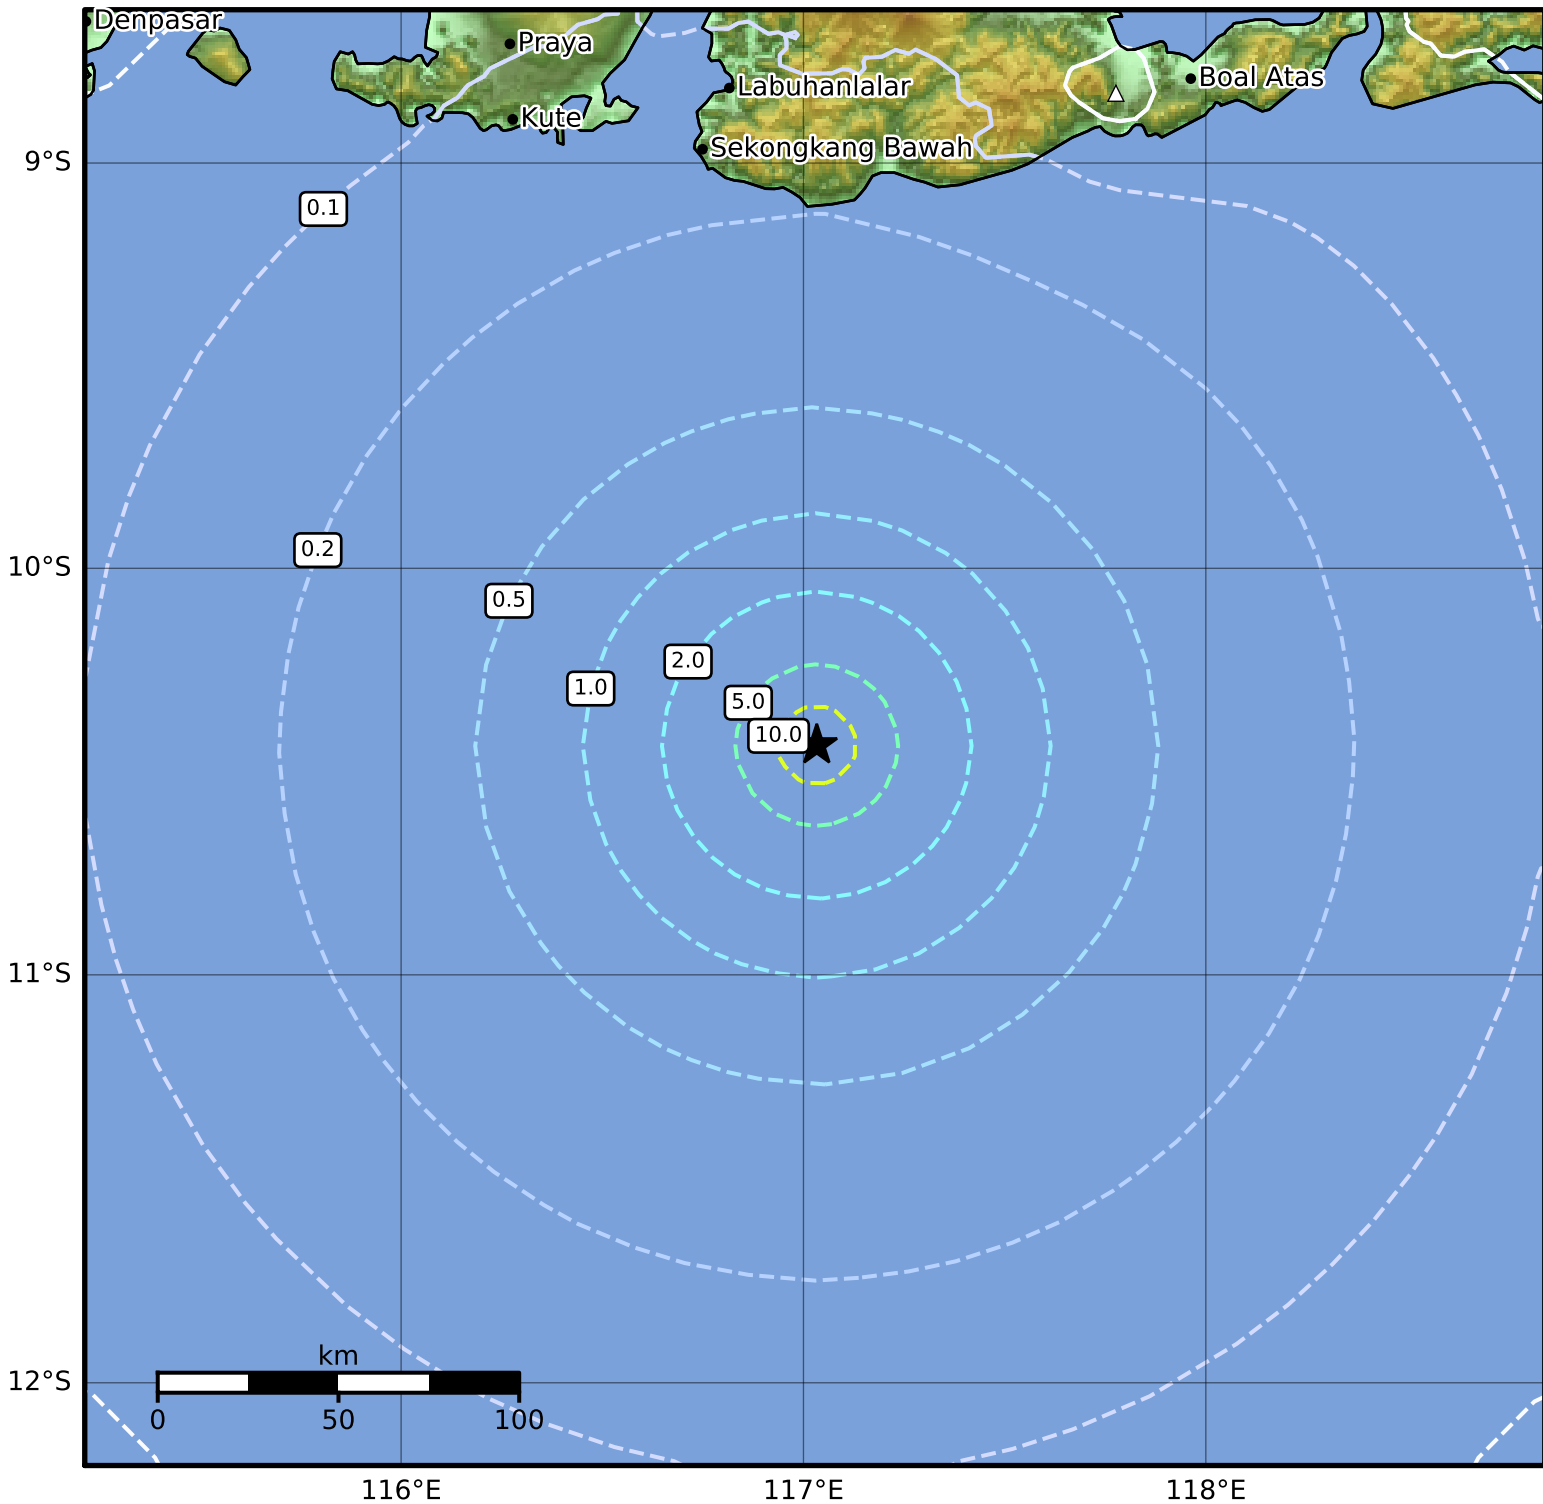 Denpasar
Praya
Boal Atas
Labuhanlalar
Kute
Sekongkang Bawah
9°S
0.1
0.2
10°S
0.5
2.0
1.0
5.0
10.0
11°S
km
12°S
0 50 100
116°E 117°E 118°E